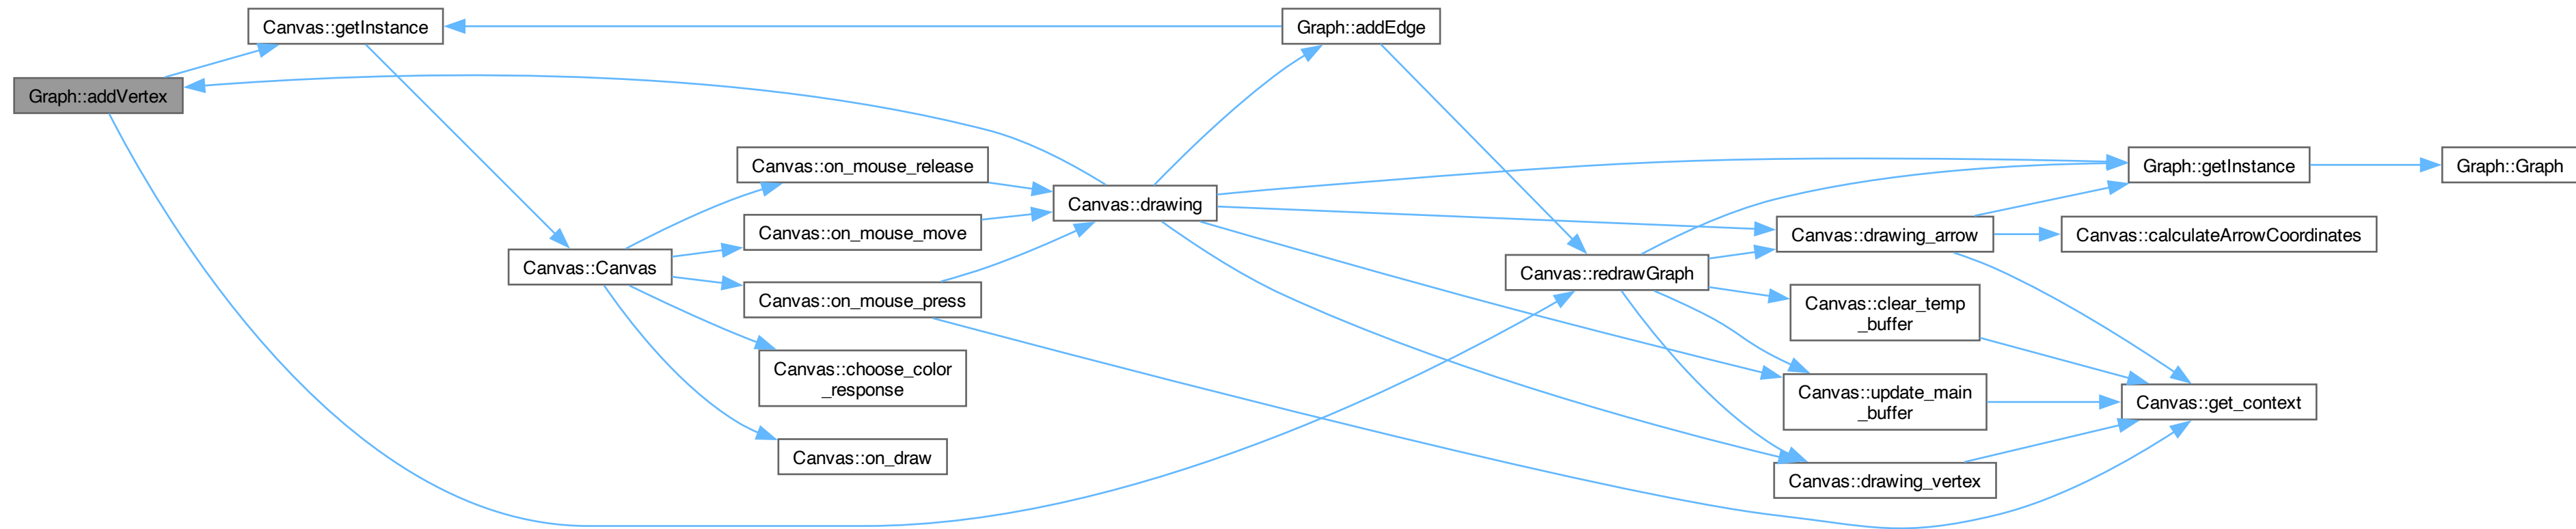 Canvas::getInstance
Graph::addEdge
Graph::addVertex
Canvas::on_mouse_release
Graph::getInstance
Graph::Graph
Canvas::drawing
Canvas::on_mouse_move
Canvas::drawing_arrow
Canvas::calculateArrowCoordinates
Canvas::Canvas
Canvas::redrawGraph
Canvas::on_mouse_press
Canvas::clear_temp
_buffer
Canvas::choose_color
_response
Canvas::update_main
_buffer
Canvas::get_context
Canvas::on_draw
Canvas::drawing_vertex